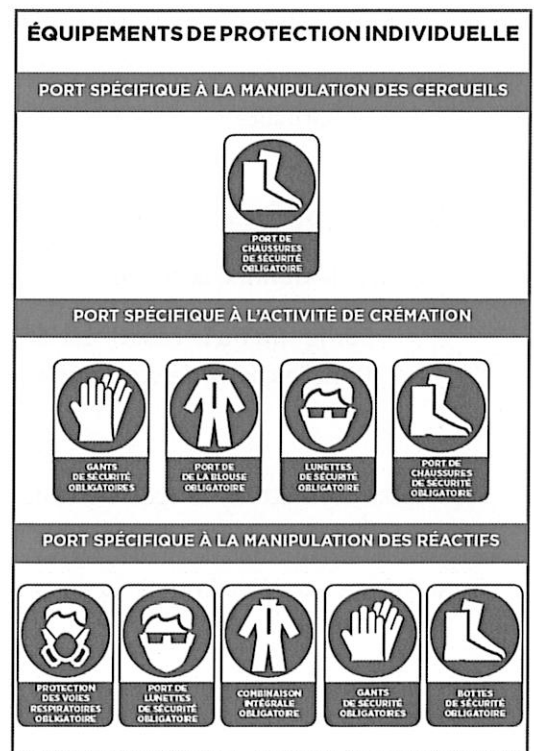 ÉQUIPEMENTS DE PROTECTION INDIVIDUELLE
PORT SPÉCIFIQUE À LA MANIPULATION DES CERCUEILS
PORT DE
CHAUSSURES
DE SÉCURITÉ
OBLIGATOIRE
PORT SPÉCIFIQUE À L'ACTIVITÉ DE CRÉMATION
GANTS
DE SÉCURITÉ
OBLIGATOIRES
PORT DE
DE LA BLOUSE
OBLIGATOIRE
LUNETTES
DE SÉCURITÉ
OBLIGATOIRE
PORT DE
CHAUSSURES
DE SÉCURITÉ
OBLIGATOIRE
PORT SPÉCIFIQUE À LA MANIPULATION DES RÉACTIFS
PROTECTION
DES VOIES
RESPIRATOIRES
OBLIGATOIRE
PORT DE
LUNETTES
DE SÉCURITÉ
OBLIGATOIRE
COMBINAISON
INTÉGRALE
OBLIGATOIRE
GANTS
DE SÉCURITÉ
OBLIGATOIRES
BOTTES
DE SÉCURITÉ
OBLIGATOIRE